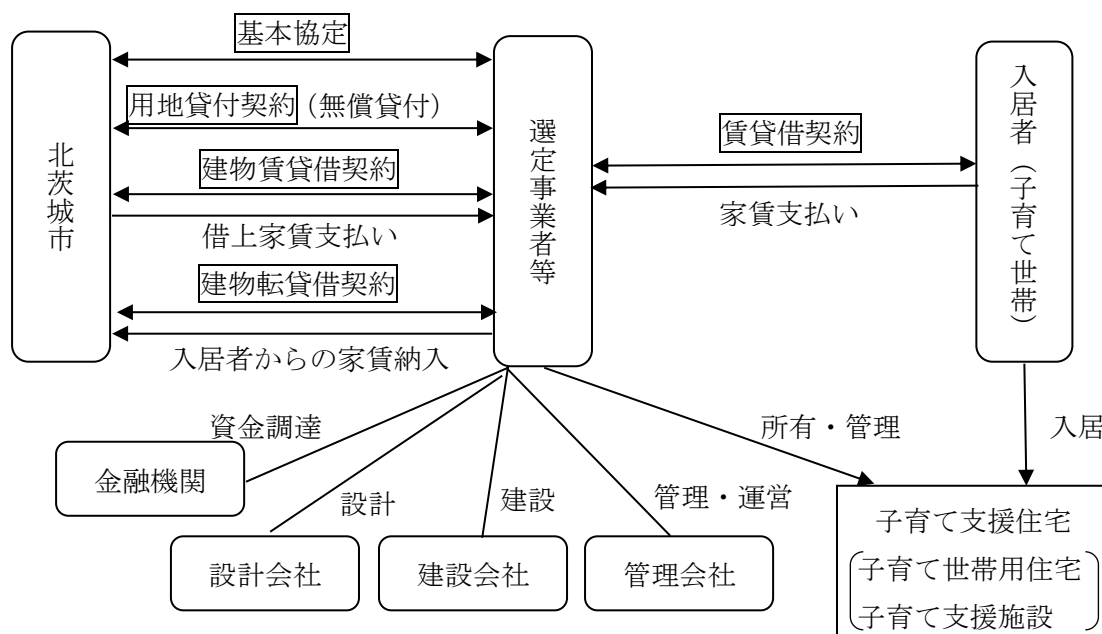 基本協定
用地貸付契約（無償貸付）
建物賃貸借契約
借上家賃支払い
建物転貸借契約
入居者からの家賃納入
北茨城市
選定事業者等
賃貸借契約
家賃支払い
入居者（子育て世帯）
資金調達
所有・管理
入居
金融機関
設計
建設
管理・運営
設計会社
建設会社
管理会社
子育て支援住宅
子育て世帯用住宅
子育て支援施設